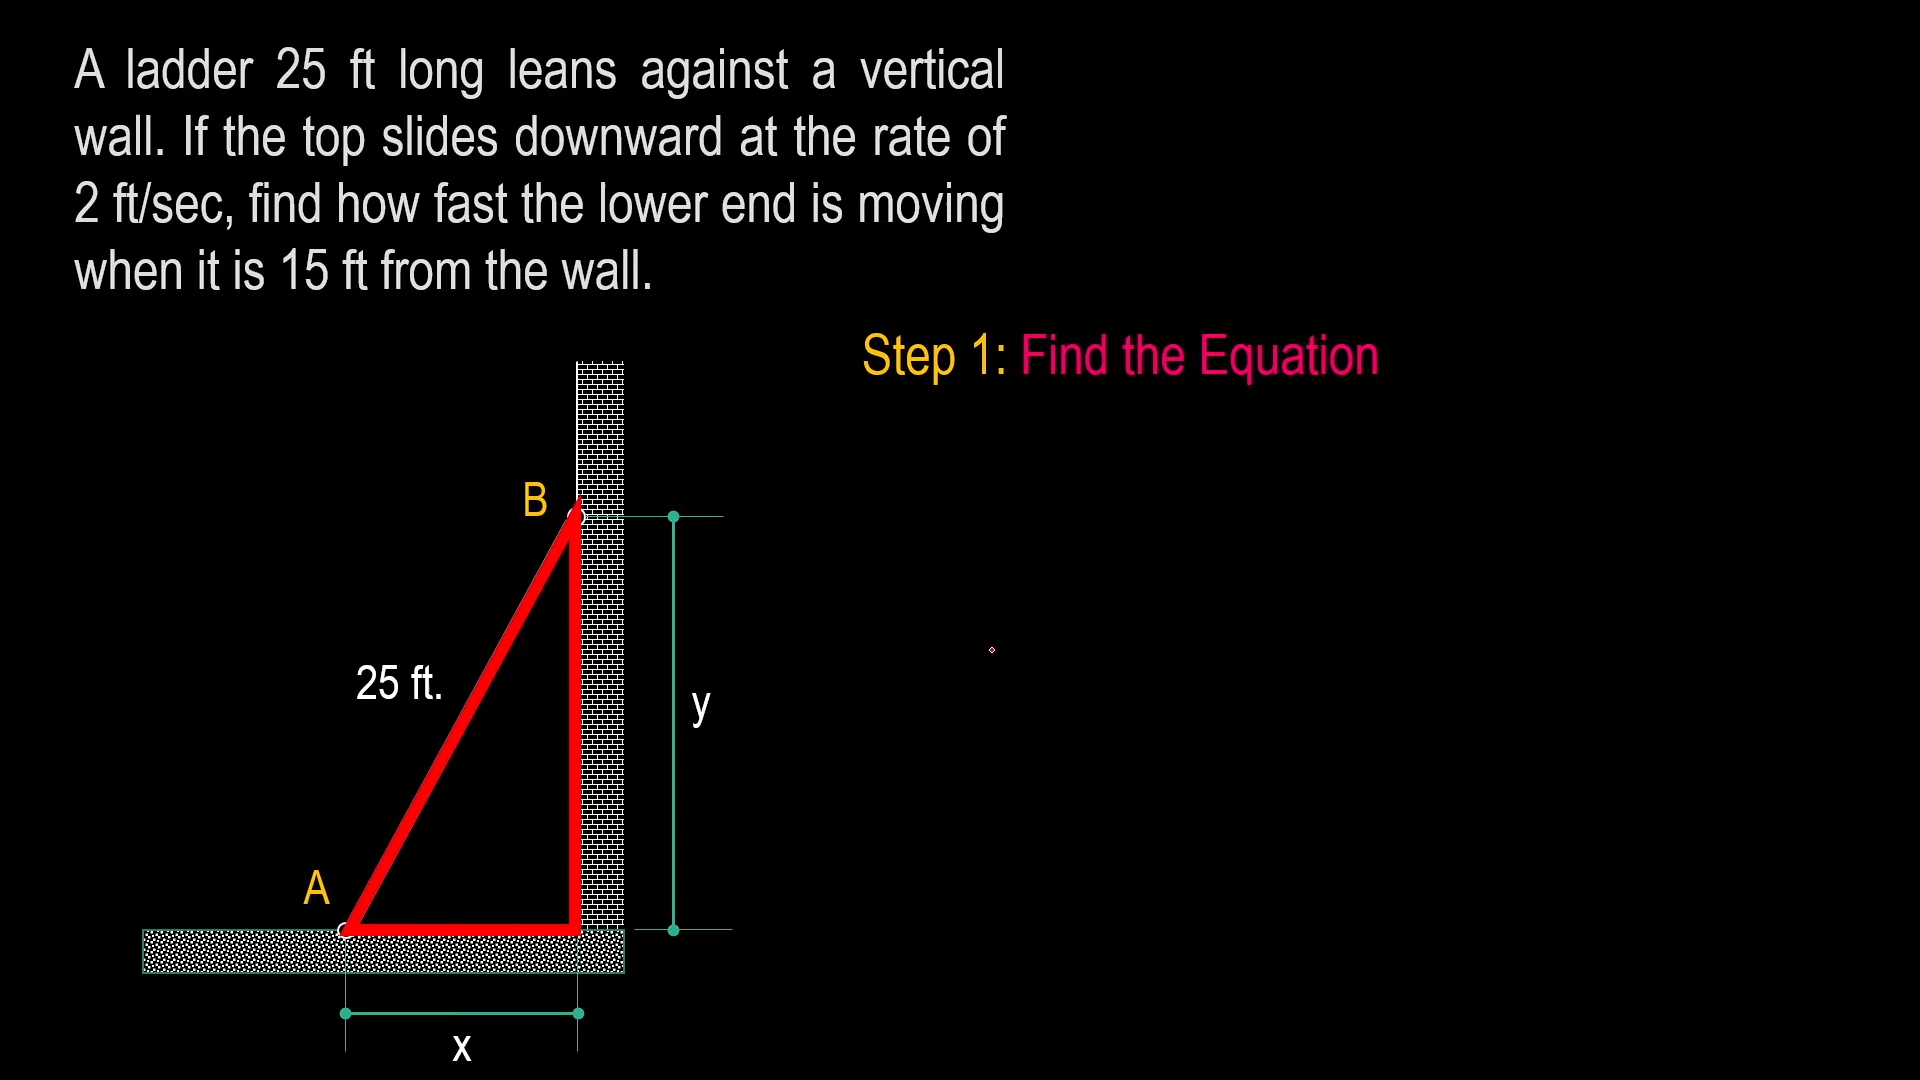 A ladder 25 ft long leans against a vertical
wall. If the top slides downward at the rate of
2 ft/sec, find how fast the lower end is moving
when it is 15 ft from the wall.
Step 1: Find the Equation
B
25 ft.
y
A
x